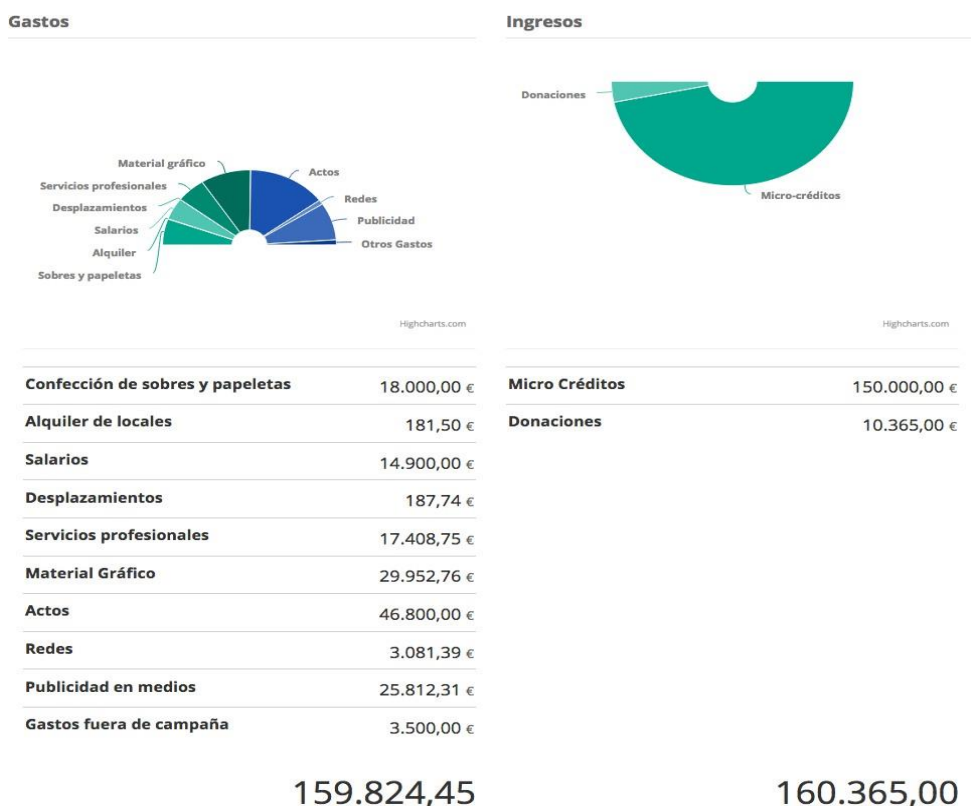 Gastos
Material gráfico
Actos
Servicios profesionales
Redes
Desplazamientos
Publicidad
Salarios
Otros Gastos
Alquiler
Sobres y papeletas
Highcharts.com
Confección de sobres y papeletas 18.000,00 €
Alquiler de locales 181,50 €
Salarios 14.900,00 €
Desplazamientos 187,74 €
Servicios profesionales 17.408,75 €
Material Gráfico 29.952,76 €
Actos 46.800,00 €
Redes 3.081,39 €
Publicidad en medios 25.812,31 €
Gastos fuera de campaña 3.500,00 €
159.824,45
Ingresos
Donaciones
Micro-créditos
Highcharts.com
Micro Créditos 150.000,00 €
Donaciones 10.365,00 €
160.365,00